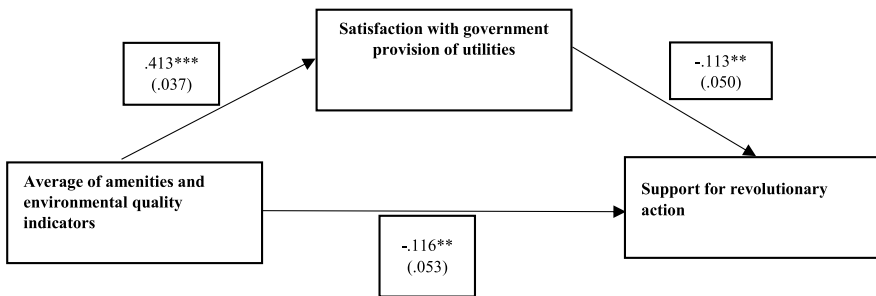 Satisfaction with government
provision of utilities
.413***
(.037)
-.113**
(.050)
Average of amenities and
environmental quality
indicators
Support for revolutionary
action
-.116**
(.053)